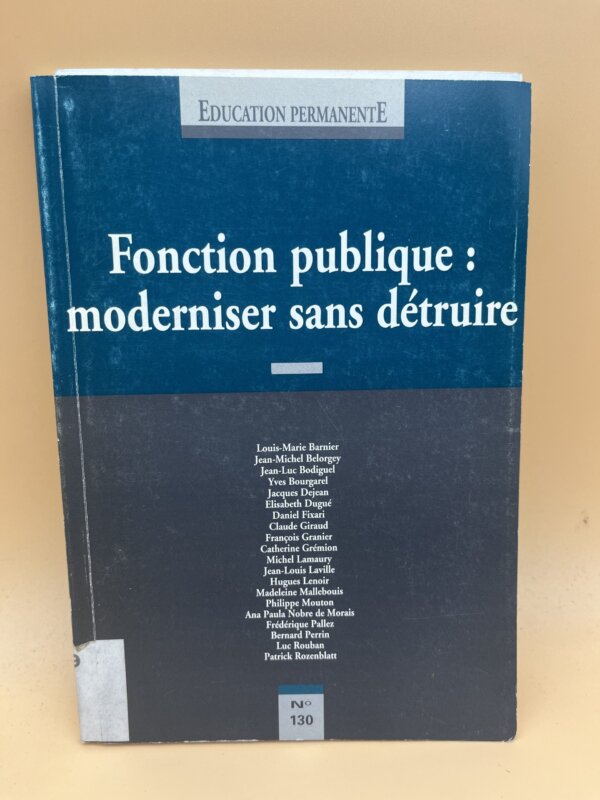 EDUCATION PERMANENTE
Fonction publique :
moderniser sans détruire
Louis-Marie Barnier
Jean-Michel Belorgey
Jean-Luc Bodiguel
Yves Bourgarel
Jacques Dejean
Elisabeth Dugué
Daniel Fixari
Claude Giraud
François Granier
Catherine Grémion
Michel Lamaury
Jean-Louis Laville
Hugues Lenoir
Madeleine Mallebouis
Philippe Mouton
Ana Paula Nobre de Morais
Frédérique Pallez
Bernard Perrin
Luc Rouban
Patrick Rozenblatt
N°
130